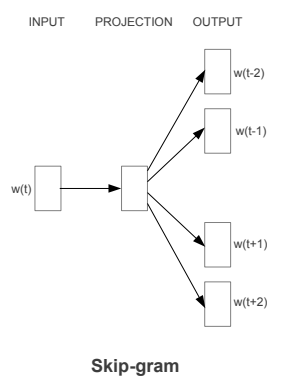 INPUT PROJECTION OUTPUT
w(t-2)
w(t-1)
w(t)
w(t+1)
w(t+2)
Skip-gram